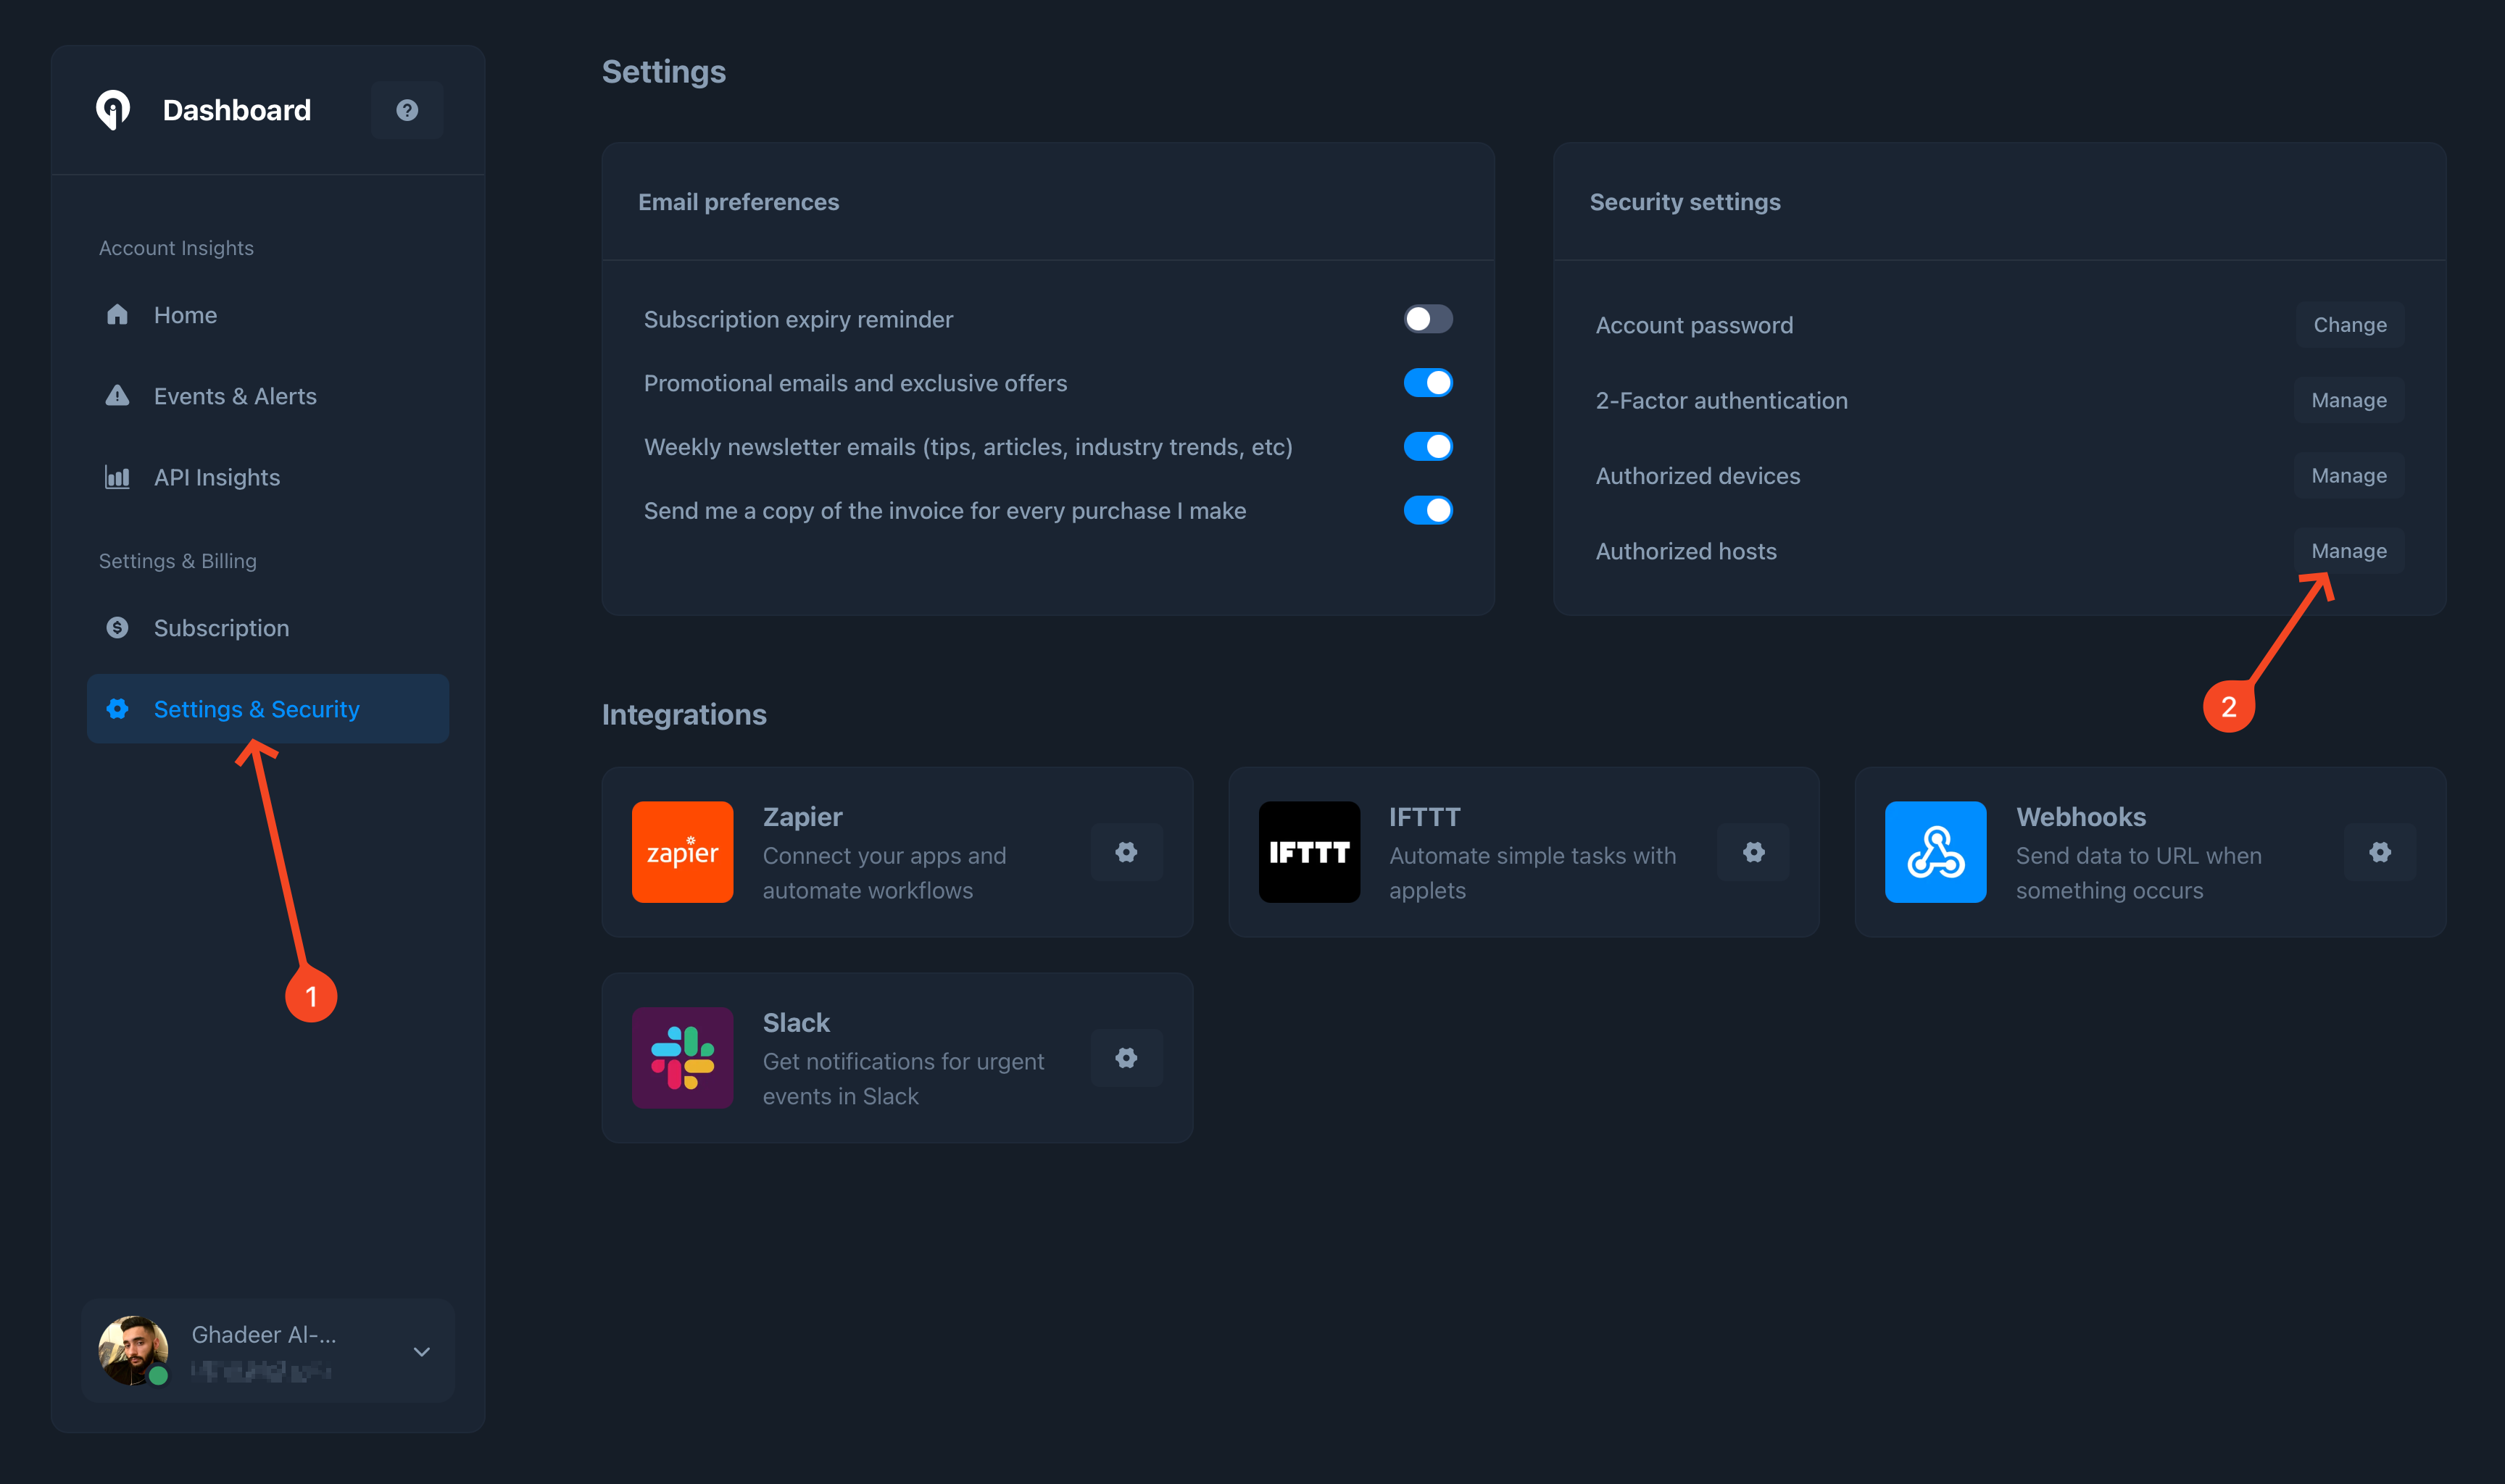 Dashboard
?
Account Insights
Home
Events & Alerts
API Insights
Settings & Billing
Subscription
Settings & Security
1
Ghadeer Al-...
Settings
Email preferences
Subscription expiry reminder
Promotional emails and exclusive offers
Weekly newsletter emails (tips, articles, industry trends, etc)
Send me a copy of the invoice for every purchase I make
Security settings
Account password
Change
2-Factor authentication
Manage
Authorized devices
Manage
Authorized hosts
Manage
2
Integrations
zapier
Zapier
Connect your apps and
automate workflows
IFTTT
IFTTT
Automate simple tasks with
applets
Webhooks
Send data to URL when
something occurs
Slack
Get notifications for urgent
events in Slack